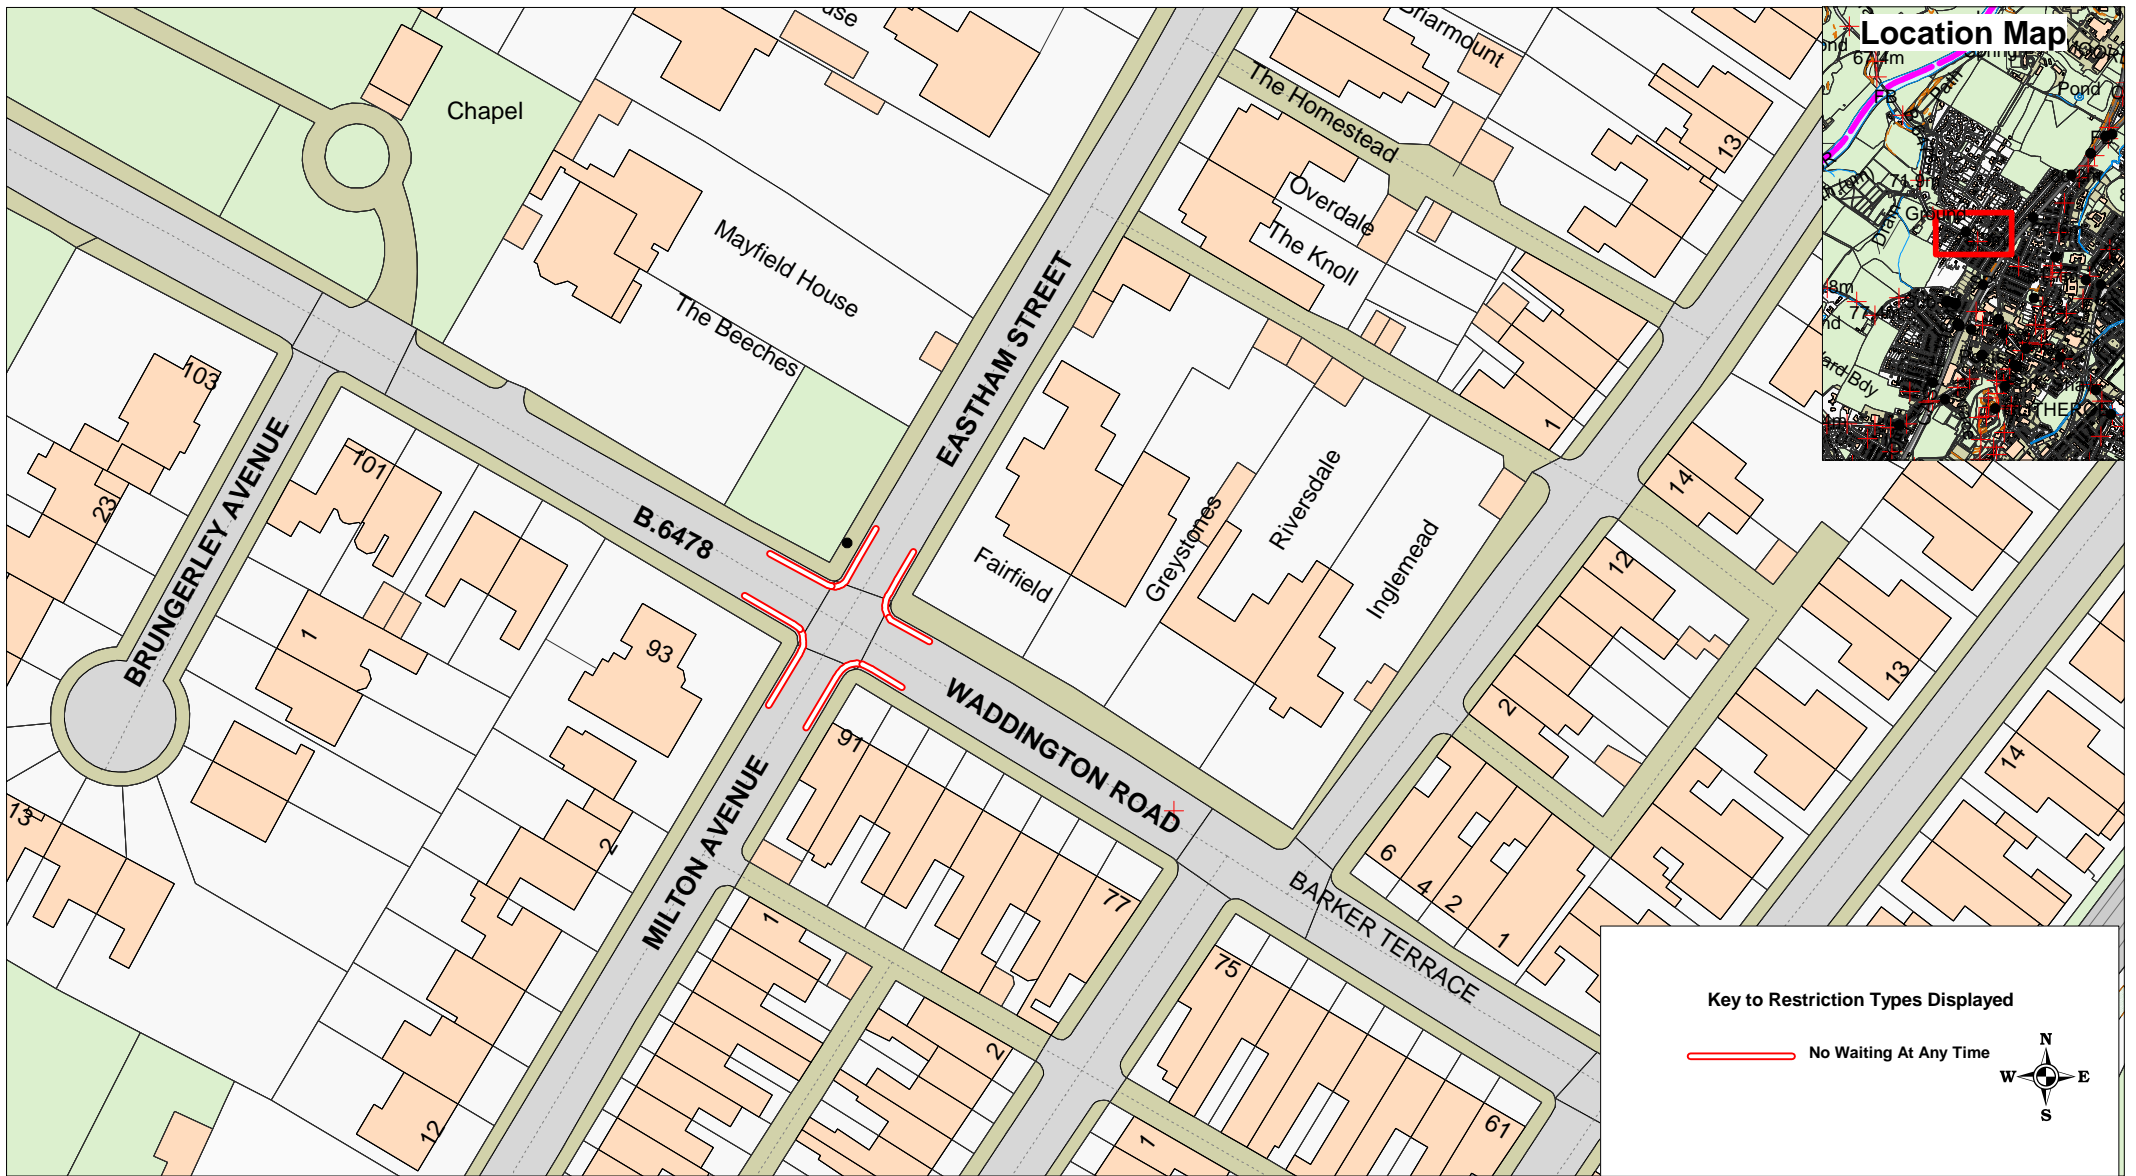 Location Map
Chapel
Briarmount
The Homestead
13
Overdale
The Knoll
Mayfield House
The Beeches
EASTHAM STREET
103
23
101
BRUNGERLEY AVENUE
B.6478
1
14
Riversdale
Greystones
Inglemead
Fairfield
12
1
93
2
13
14
91
WADDINGTON ROAD
MILTON AVENUE
13
2
6
4
2
1
BARKER TERRACE
77
75
1
2
12
1
61
Pond
Path
FB
Drain
Key to Restriction Types Displayed
No Waiting At Any Time
N
W E
S